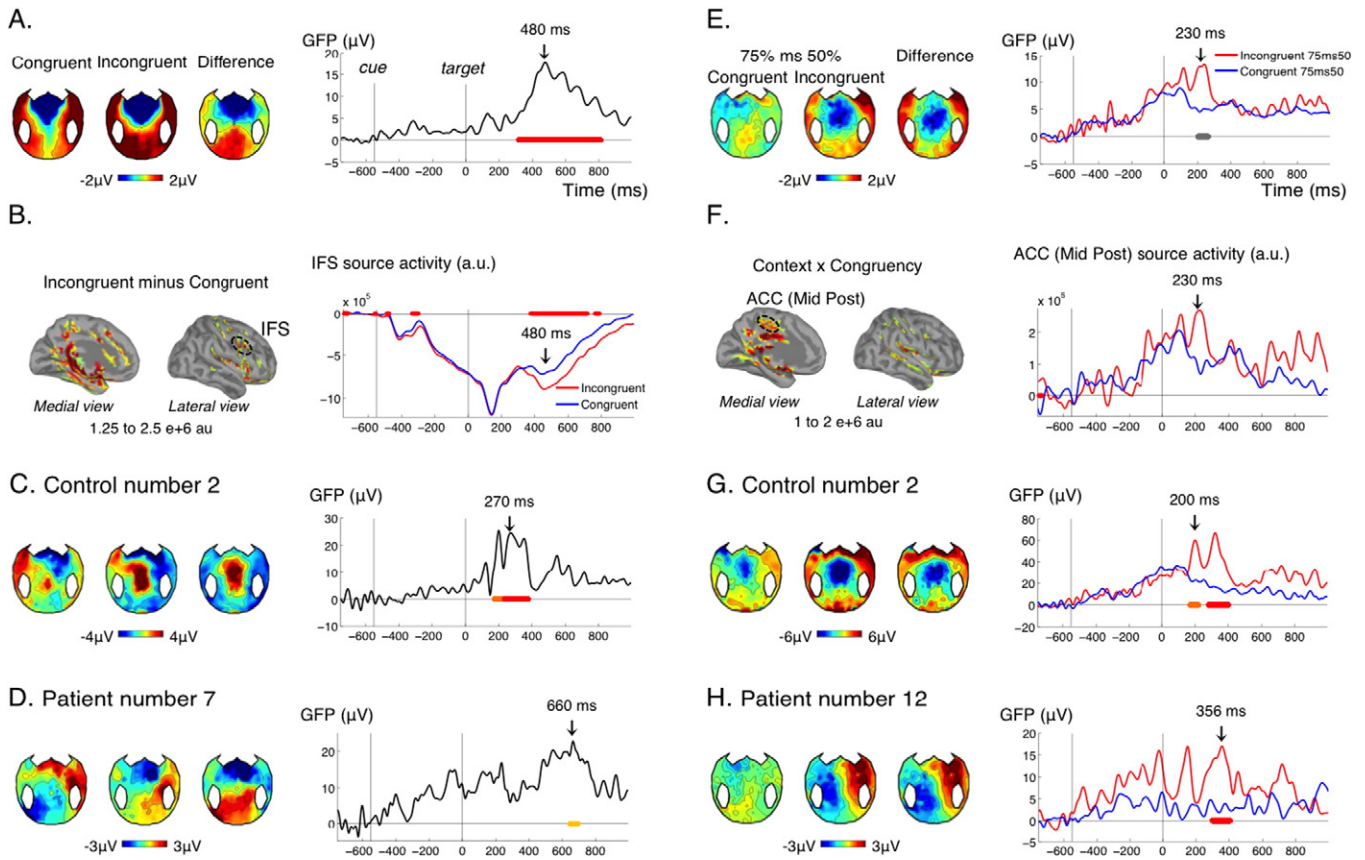 A.
Congruent Incongruent Difference
-2µV 2µV
GFP (µV)
480 ms
cue target
20
15
10
5
0
−5
−600 −400 −200 0 200 400 600 800
Time (ms)
B.
Incongruent minus Congruent
IFS
Medial view Lateral view
1.25 to 2.5 e+6 au
IFS source activity (a.u.)
x 10⁵
480 ms
0
−5
−10
Incongruent
Congruent
−600 −400 −200 0 200 400 600 800
C. Control number 2
-4µV 4µV
GFP (µV)
270 ms
30
20
10
0
−10
−600 −400 −200 0 200 400 600 800
D. Patient number 7
-3µV 3µV
GFP (µV)
660 ms
20
10
0
−600 −400 −200 0 200 400 600 800
E.
75% ms 50%
Congruent Incongruent
Difference
-2µV 2µV
GFP (µV)
230 ms
Incongruent 75ms50
Congruent 75ms50
15
10
5
0
−5
−600 −400 −200 0 200 400 600 800
Time (ms)
F.
Context x Congruency
ACC (Mid Post)
Medial view Lateral view
1 to 2 e+6 au
ACC (Mid Post) source activity (a.u.)
230 ms
x 10⁵
2
1
0
−600 −400 −200 0 200 400 600 800
G. Control number 2
-6µV 6µV
GFP (µV)
200 ms
80
60
40
20
0
−20
−600 −400 −200 0 200 400 600 800
H. Patient number 12
-3µV 3µV
GFP (µV)
356 ms
20
15
10
5
0
−600 −400 −200 0 200 400 600 800